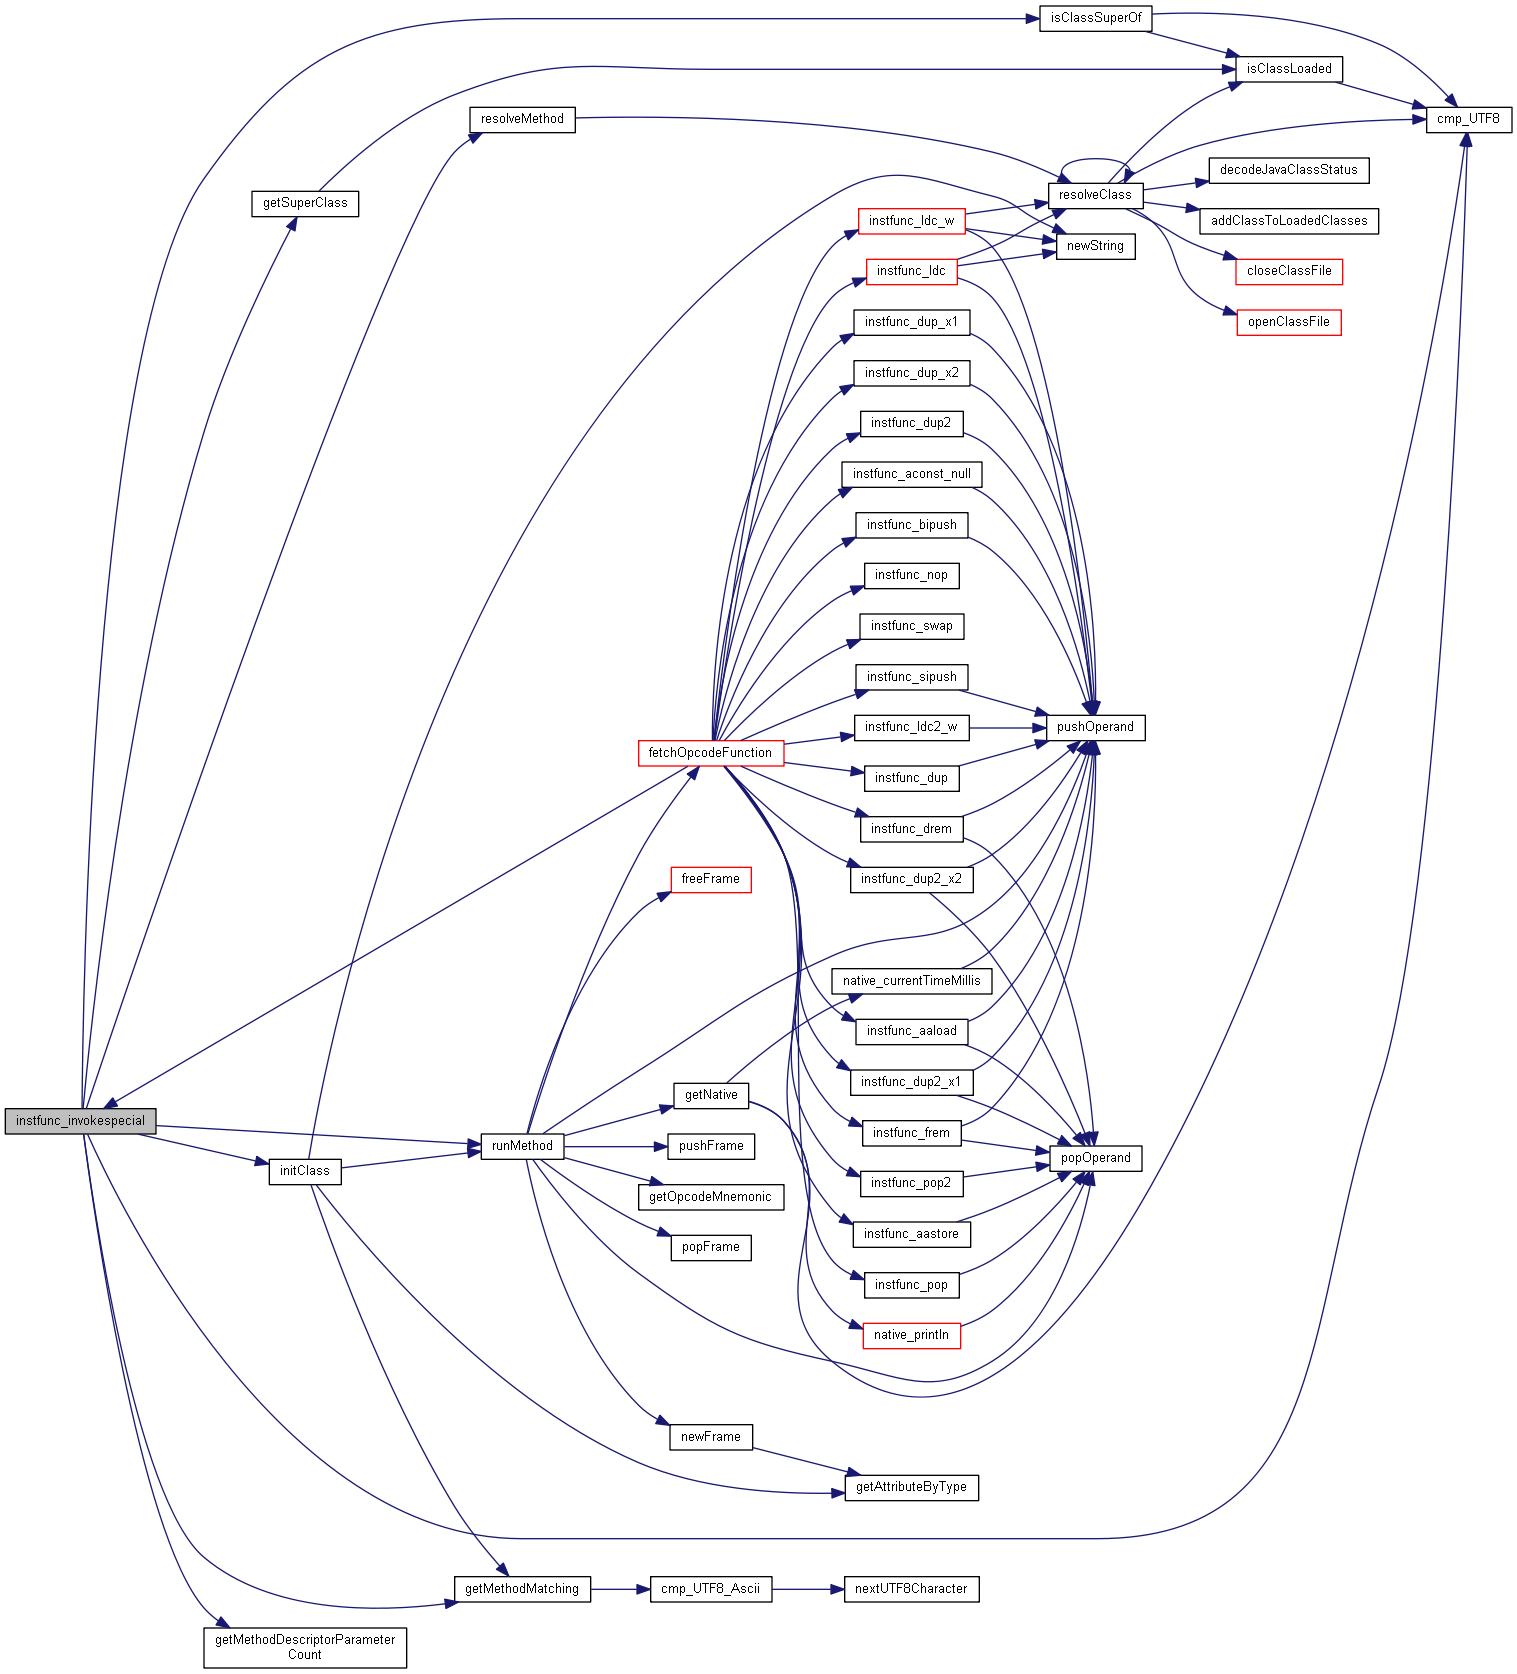 isClassSuperOf
isClassLoaded
cmp_UTF8
resolveMethod
decodeJavaClassStatus
resolveClass
getSuperClass
addClassToLoadedClasses
instfunc_ldc_w
newString
instfunc_ldc
closeClassFile
instfunc_dup_x1
openClassFile
instfunc_dup_x2
instfunc_dup2
instfunc_aconst_null
instfunc_bipush
instfunc_nop
instfunc_swap
instfunc_sipush
instfunc_ldc2_w
pushOperand
fetchOpcodeFunction
instfunc_dup
instfunc_drem
instfunc_dup2_x2
freeFrame
native_currentTimeMillis
instfunc_aaload
instfunc_dup2_x1
getNative
instfunc_invokespecial
instfunc_frem
runMethod
pushFrame
popOperand
initClass
instfunc_pop2
getOpcodeMnemonic
instfunc_aastore
popFrame
instfunc_pop
native_println
newFrame
getAttributeByType
getMethodMatching
cmp_UTF8_Ascii
nextUTF8Character
getMethodDescriptorParameter
Count